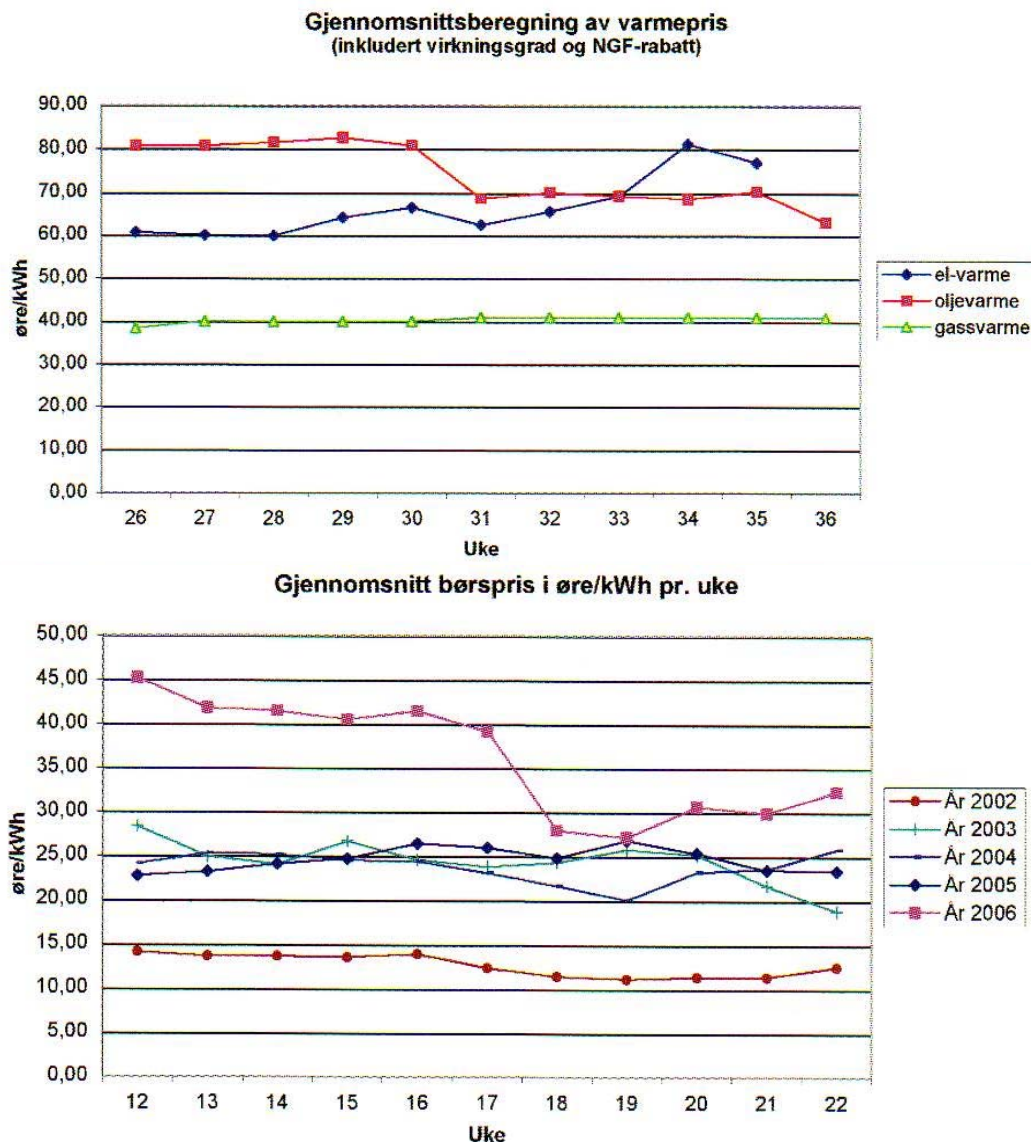 Gjennomsnittsberegning av varmepris
(inkludert virkningsgrad og NGF-rabatt)
90,00
80,00
70,00
60,00
50,00
40,00
30,00
20,00
10,00
0,00
øre/kWh
26 27 28 29 30 31 32 33 34 35 36
Uke
el-varme
oljevarme
gassvarme
Gjennomsnitt børspris i øre/kWh pr. uke
50,00
45,00
40,00
35,00
30,00
25,00
20,00
15,00
10,00
5,00
0,00
øre/kWh
12 13 14 15 16 17 18 19 20 21 22
Uke
År 2002
År 2003
År 2004
År 2005
År 2006